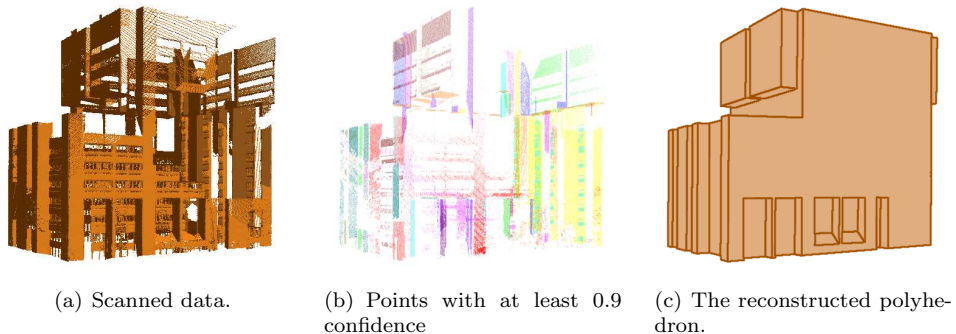 (a) Scanned data.
(b) Points with at least 0.9
confidence
(c) The reconstructed polyhe-
dron.